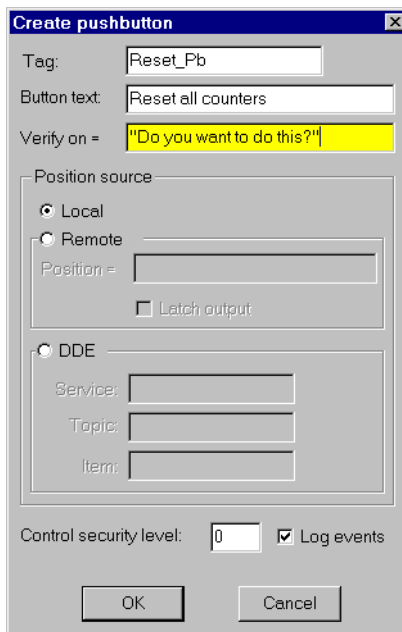 Create pushbutton
Tag: Reset_Pb
Button text: Reset all counters
Verify on = "Do you want to do this?"
Position source
Local
Remote
Position =
Latch output
DDE
Service:
Topic:
Item:
Control security level: 0 Log events
OK Cancel